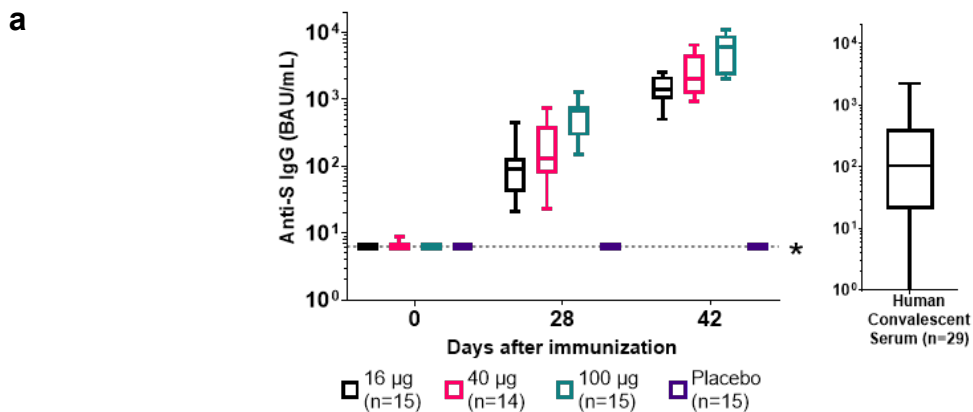 a
Anti-S IgG (BAU/mL)
10⁴
10³
10²
10¹
10⁰
*
0 28 42
Days after immunization
16 µg (n=15)
40 µg (n=14)
100 µg (n=15)
Placebo (n=15)
10⁴
10³
10²
10¹
10⁰
Human
Convalescent
Serum (n=29)